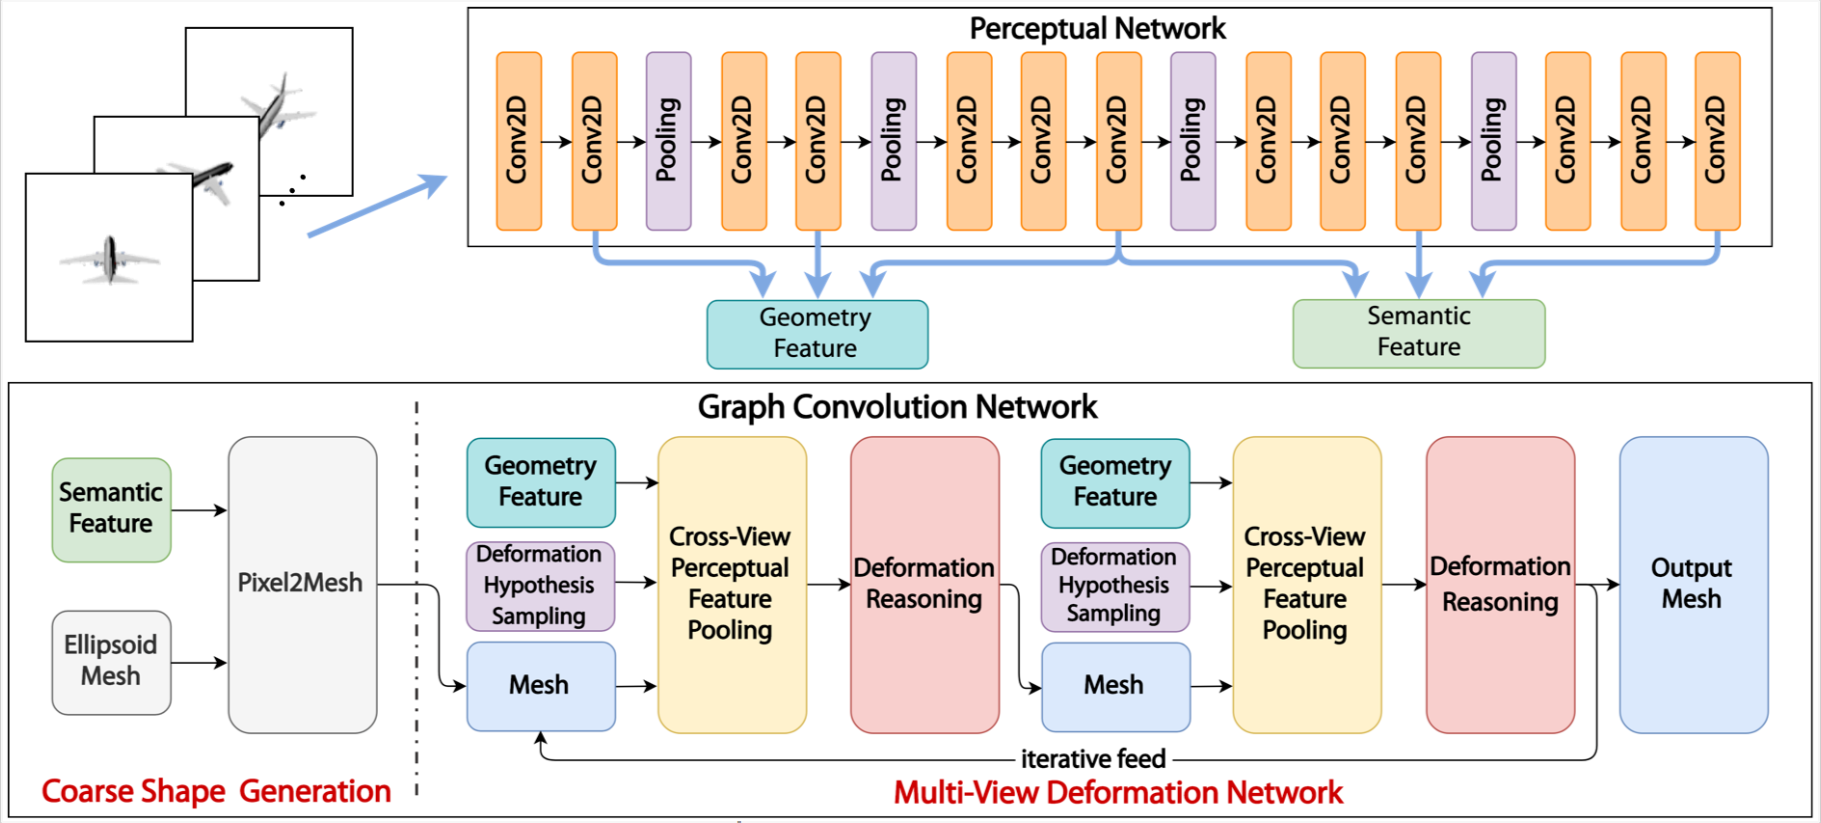 Perceptual Network
Conv2D
Conv2D
Pooling
Conv2D
Conv2D
Pooling
Conv2D
Conv2D
Conv2D
Pooling
Conv2D
Conv2D
Conv2D
Pooling
Conv2D
Conv2D
Conv2D
Geometry
Feature
Semantic
Feature
Graph Convolution Network
Semantic
Feature
Ellipsoid
Mesh
Pixel2Mesh
Geometry
Feature
Deformation
Hypothesis
Sampling
Mesh
Cross-View
Perceptual
Feature
Pooling
Deformation
Reasoning
Geometry
Feature
Deformation
Hypothesis
Sampling
Mesh
Cross-View
Perceptual
Feature
Pooling
Deformation
Reasoning
Output
Mesh
iterative feed
Coarse Shape Generation
Multi-View Deformation Network